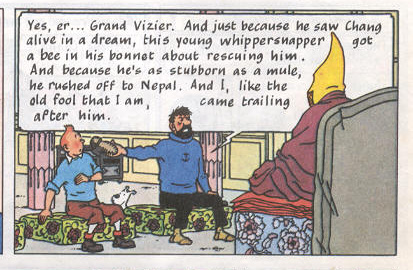 Yes, er... Grand Vizier. And just because he saw Chang
alive in a dream, this young whippersnapper got
a bee in his bonnet about rescuing him.
And because he's as stubborn as a mule,
he rushed off to Nepal. And I, like the
old fool that I am, came trailing
after him.